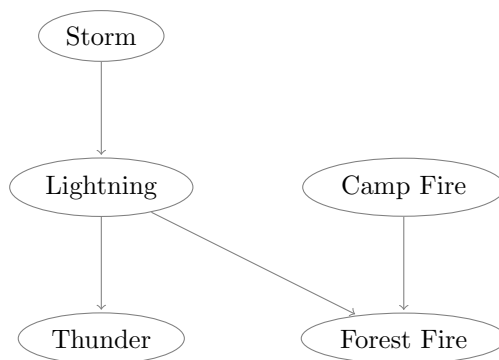 Storm
Lightning
Camp Fire
Thunder
Forest Fire